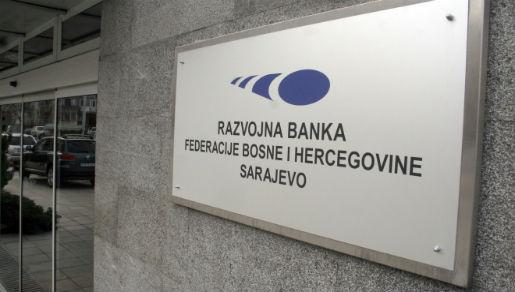 RAZVOJNA BANKA
FEDERACIJE BOSNE I HERCEGOVINE
SARAJEVO